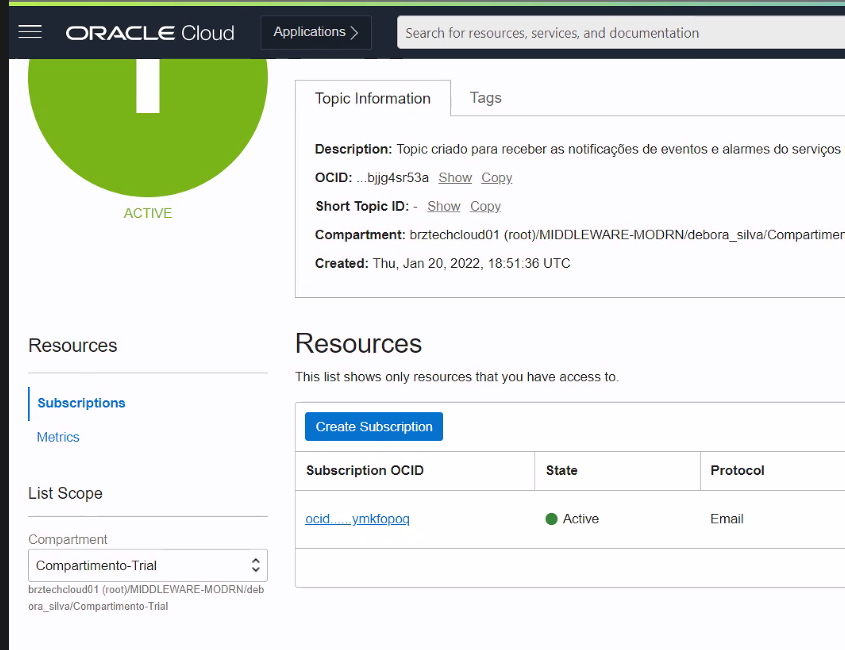 ORACLE Cloud
Applications
Search for resources, services, and documentation
ACTIVE
Topic Information
Tags
Description: Topic criado para receber as notificações de eventos e alarmes do serviços
OCID: ...bjjg4sr53a Show Copy
Short Topic ID: - Show Copy
Compartment: brztechcloud01 (root)/MIDDLEWARE-MODRN/debora_silva/Compartimen
Created: Thu, Jan 20, 2022, 18:51:36 UTC
Resources
Subscriptions
Metrics
List Scope
Compartment
Compartimento-Trial
brztechcloud01 (root)/MIDDLEWARE-MODRN/deb
ora_silva/Compartimento-Trial
Resources
This list shows only resources that you have access to.
Create Subscription
Subscription OCID State Protocol
ocid......ymkfopoq Active Email